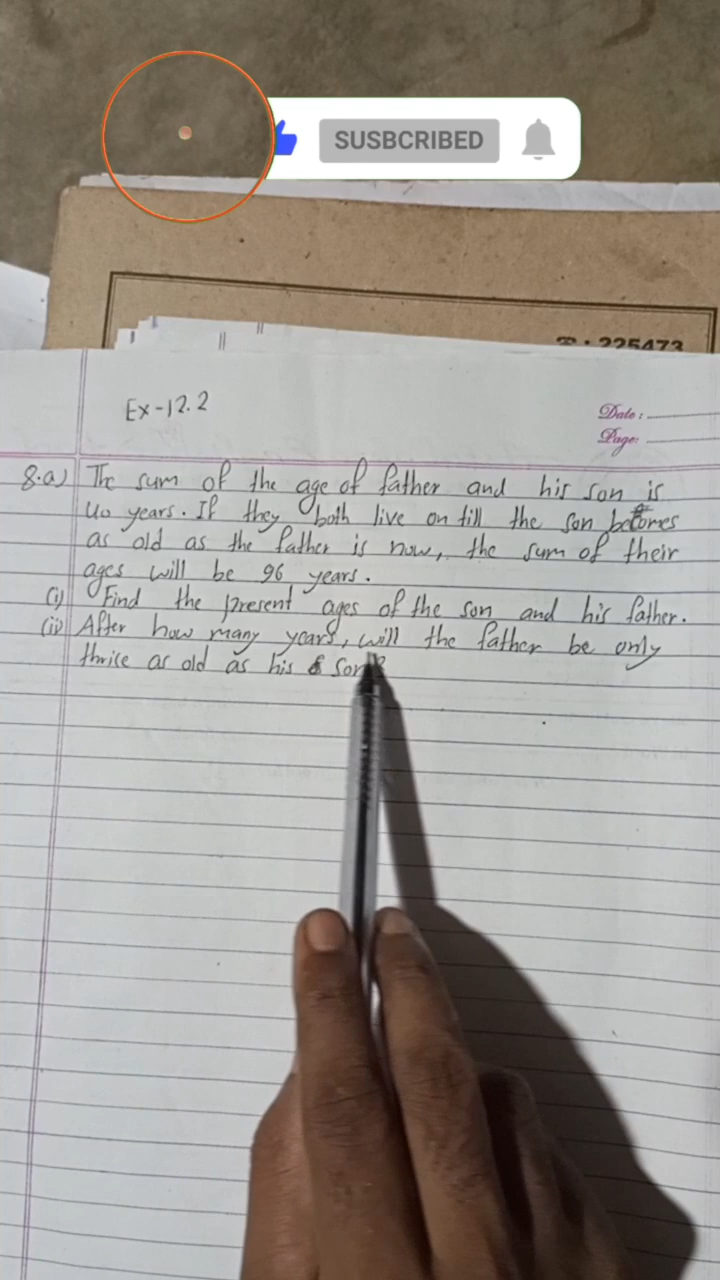 SUSBCRIBED
☎ : 225473
Ex-12.2
Date:
Page:
8.a) The sum of the age of father and his son is
40 years. If they both live on till the son becomes
as old as the father is now, the sum of their
ages will be 96 years.
(i) Find the present ages of the son and his father.
(ii) After how many years, will the father be only
thrice as old as his son?